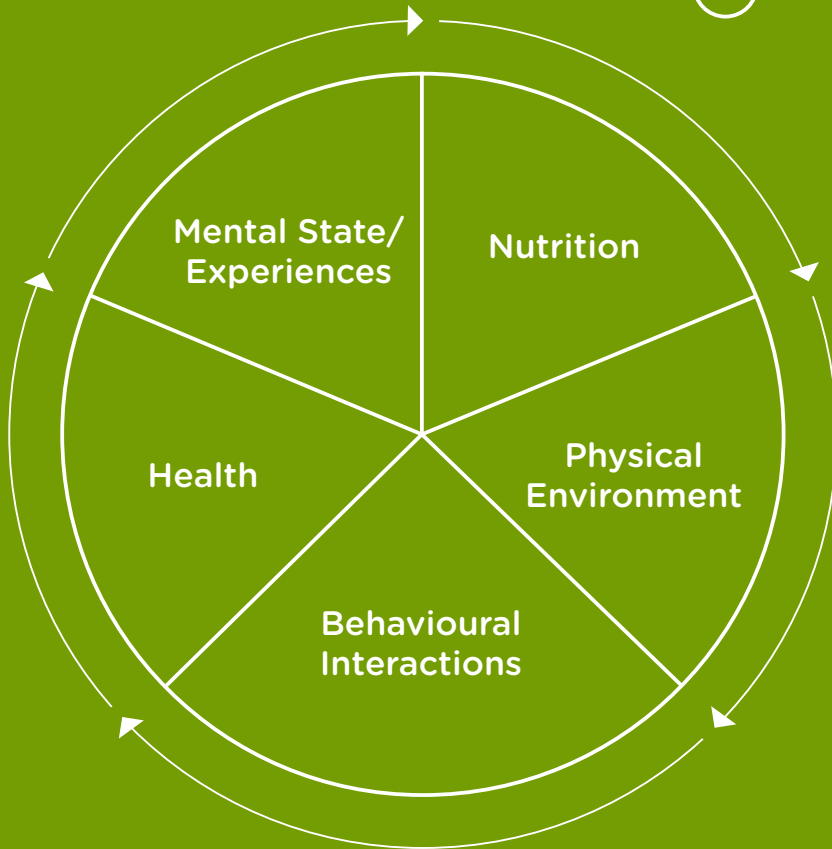 Mental State/
Experiences
Nutrition
Physical
Environment
Behavioural
Interactions
Health